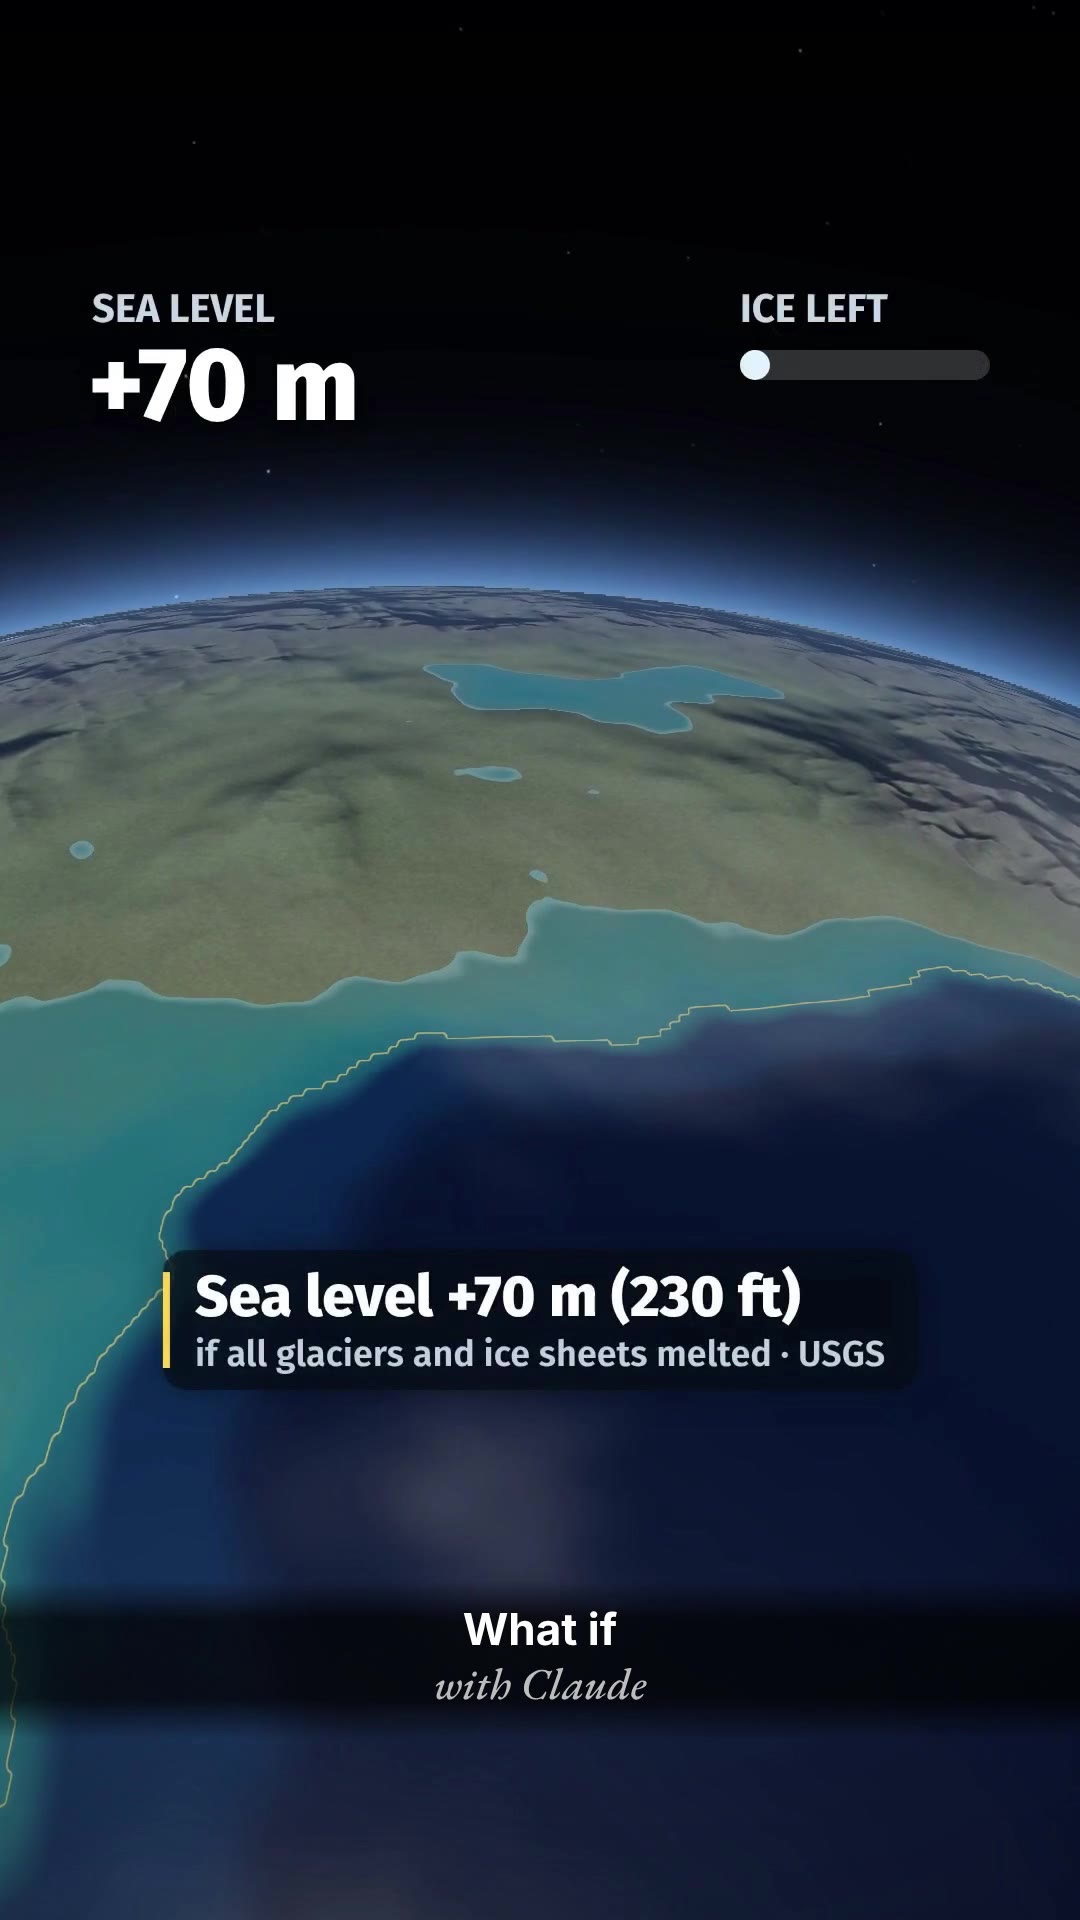 SEA LEVEL
+70 m
ICE LEFT
Sea level +70 m (230 ft)
if all glaciers and ice sheets melted · USGS
What if
with Claude